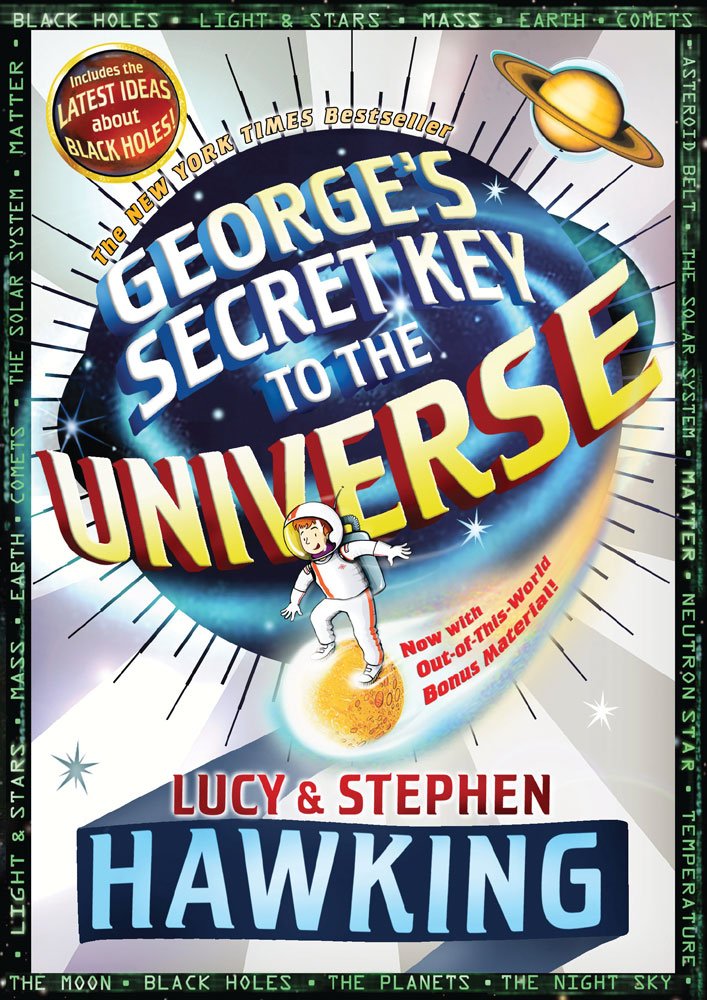 BLACK HOLES • LIGHT & STARS • MASS • EARTH • COMETS
• ASTEROID BELT • THE SOLAR SYSTEM • MATTER • NEUTRON STAR • TEMPERATURE
• LIGHT & STARS • MASS • EARTH • COMETS • THE SOLAR SYSTEM • MATTER •
Includes the
LATEST IDEAS
about
BLACK HOLES!
The NEW YORK TIMES Bestseller
GEORGE'S
SECRET KEY
TO THE
UNIVERSE
Now with
Out-of-This-World
Bonus Material!
LUCY & STEPHEN
HAWKING
THE MOON • BLACK HOLES • THE PLANETS • THE NIGHT SKY •